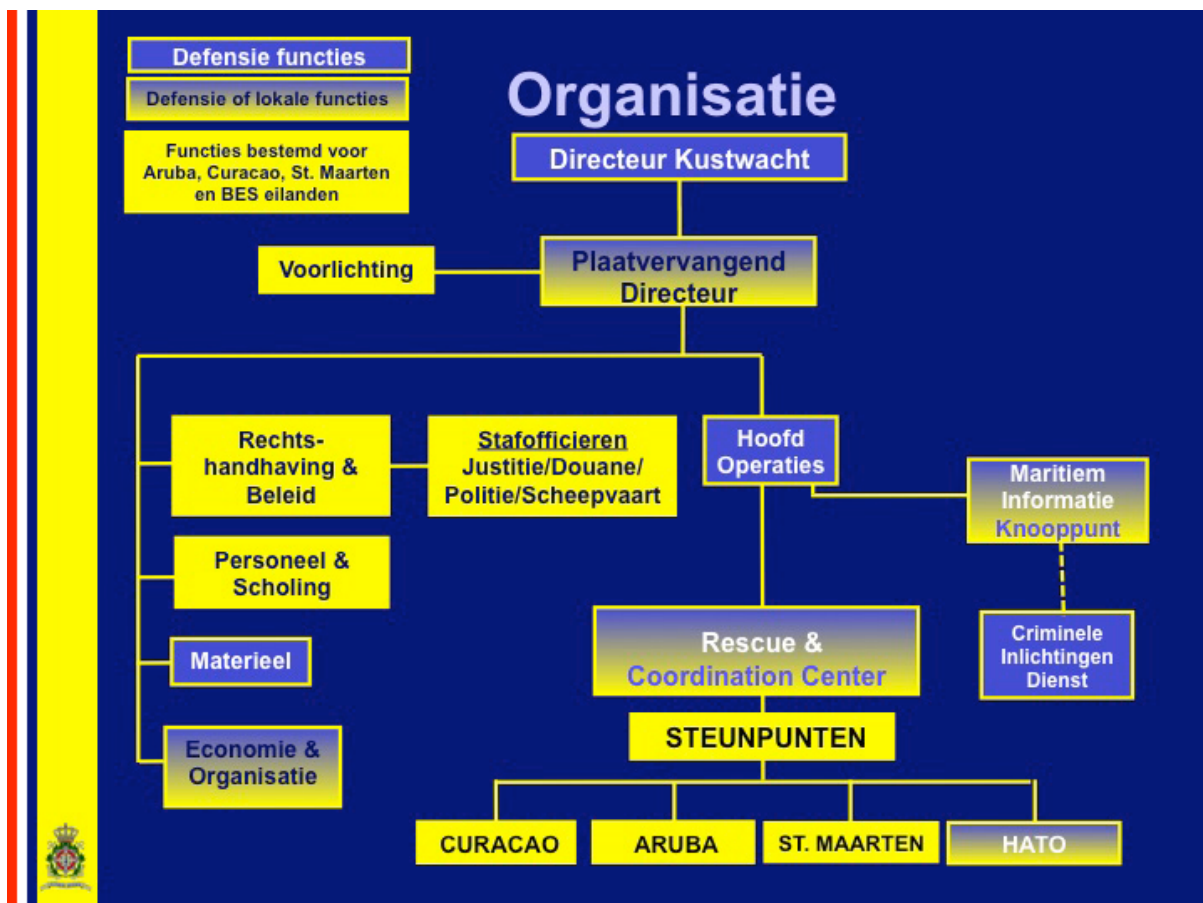 Defensie functies
Defensie of lokale functies
Functies bestemd voor
Aruba, Curacao, St. Maarten
en BES eilanden
Organisatie
Directeur Kustwacht
Voorlichting
Plaatvervangend
Directeur
Rechts-
handhaving &
Beleid
Stafofficieren
Justitie/Douane/
Politie/Scheepvaart
Hoofd
Operaties
Maritiem
Informatie
Knooppunt
Personeel &
Scholing
Criminele
Inlichtingen
Dienst
Materieel
Rescue &
Coordination Center
Economie &
Organisatie
STEUNPUNTEN
CURACAO
ARUBA
ST. MAARTEN
HATO